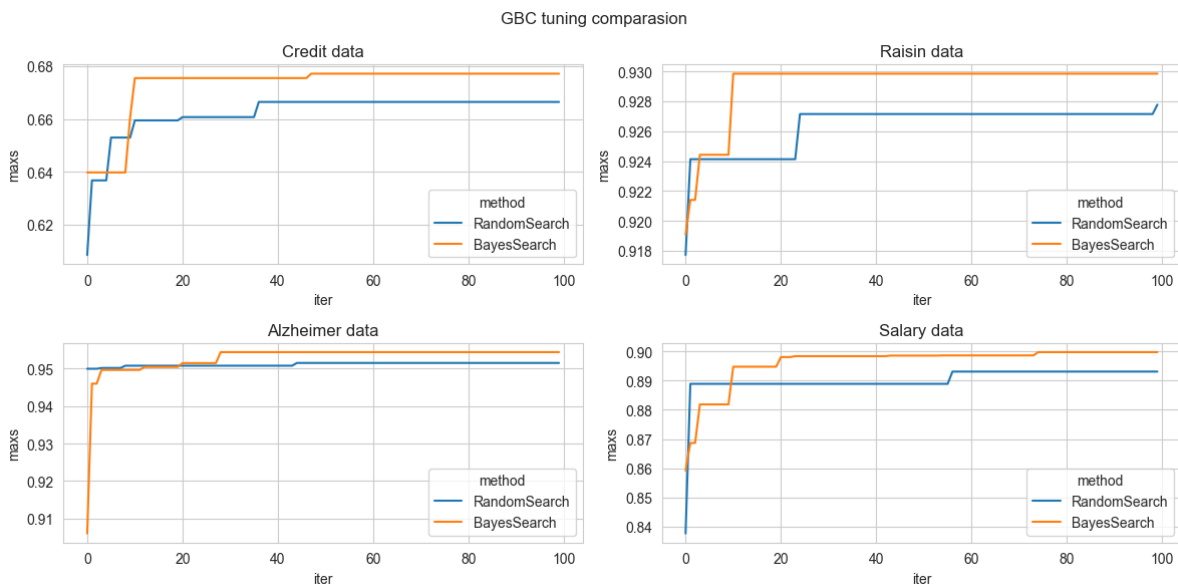 GBC tuning comparasion
Credit data
0.68
0.66
0.64
0.62
maxs
0 20 40 60 80 100
iter
method
RandomSearch
BayesSearch
Raisin data
0.930
0.928
0.926
0.924
0.922
0.920
0.918
maxs
0 20 40 60 80 100
iter
method
RandomSearch
BayesSearch
Alzheimer data
0.95
0.94
0.93
0.92
0.91
maxs
0 20 40 60 80 100
iter
method
RandomSearch
BayesSearch
Salary data
0.90
0.89
0.88
0.87
0.86
0.85
0.84
maxs
0 20 40 60 80 100
iter
method
RandomSearch
BayesSearch